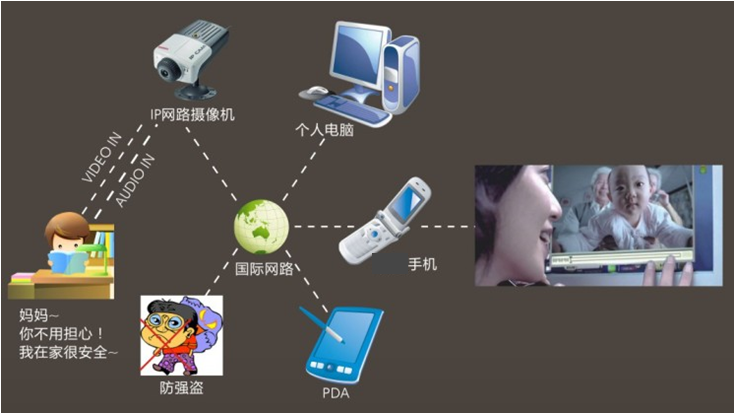 IP网路摄像机
个人电脑
VIDEO IN
AUDIO IN
国际网路
手机
妈妈~
你不用担心！
我在家很安全~
防强盗
PDA